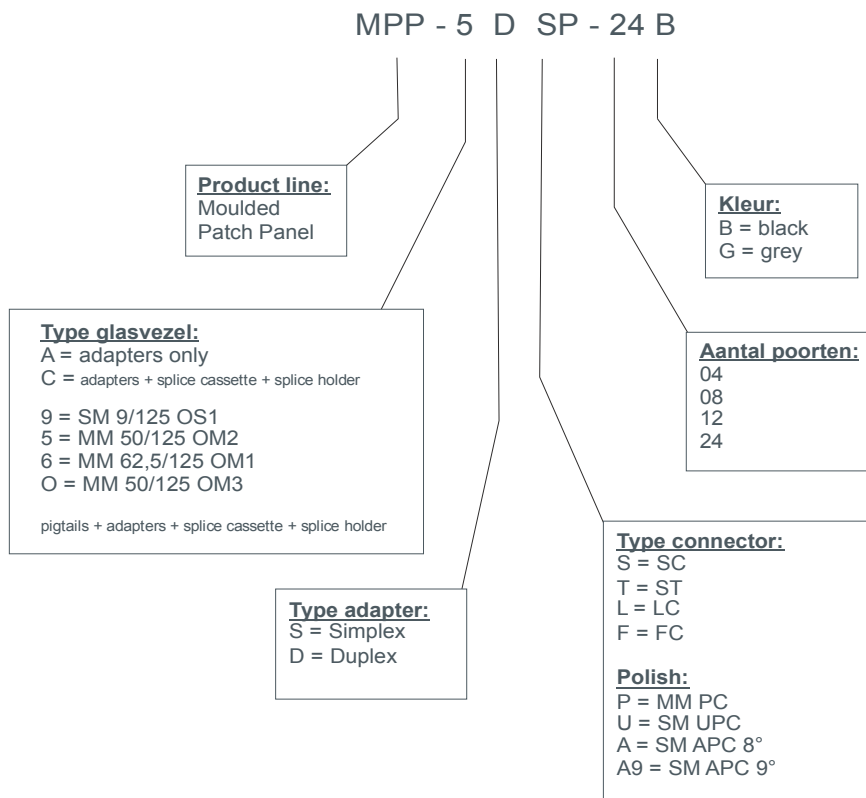 MPP - 5 D SP - 24 B
Product line:
Moulded
Patch Panel
Kleur:
B = black
G = grey
Type glasvezel:
A = adapters only
C = adapters + splice cassette + splice holder
9 = SM 9/125 OS1
5 = MM 50/125 OM2
6 = MM 62,5/125 OM1
O = MM 50/125 OM3
pigtails + adapters + splice cassette + splice holder
Aantal poorten:
04
08
12
24
Type adapter:
S = Simplex
D = Duplex
Type connector:
S = SC
T = ST
L = LC
F = FC
Polish:
P = MM PC
U = SM UPC
A = SM APC 8°
A9 = SM APC 9°